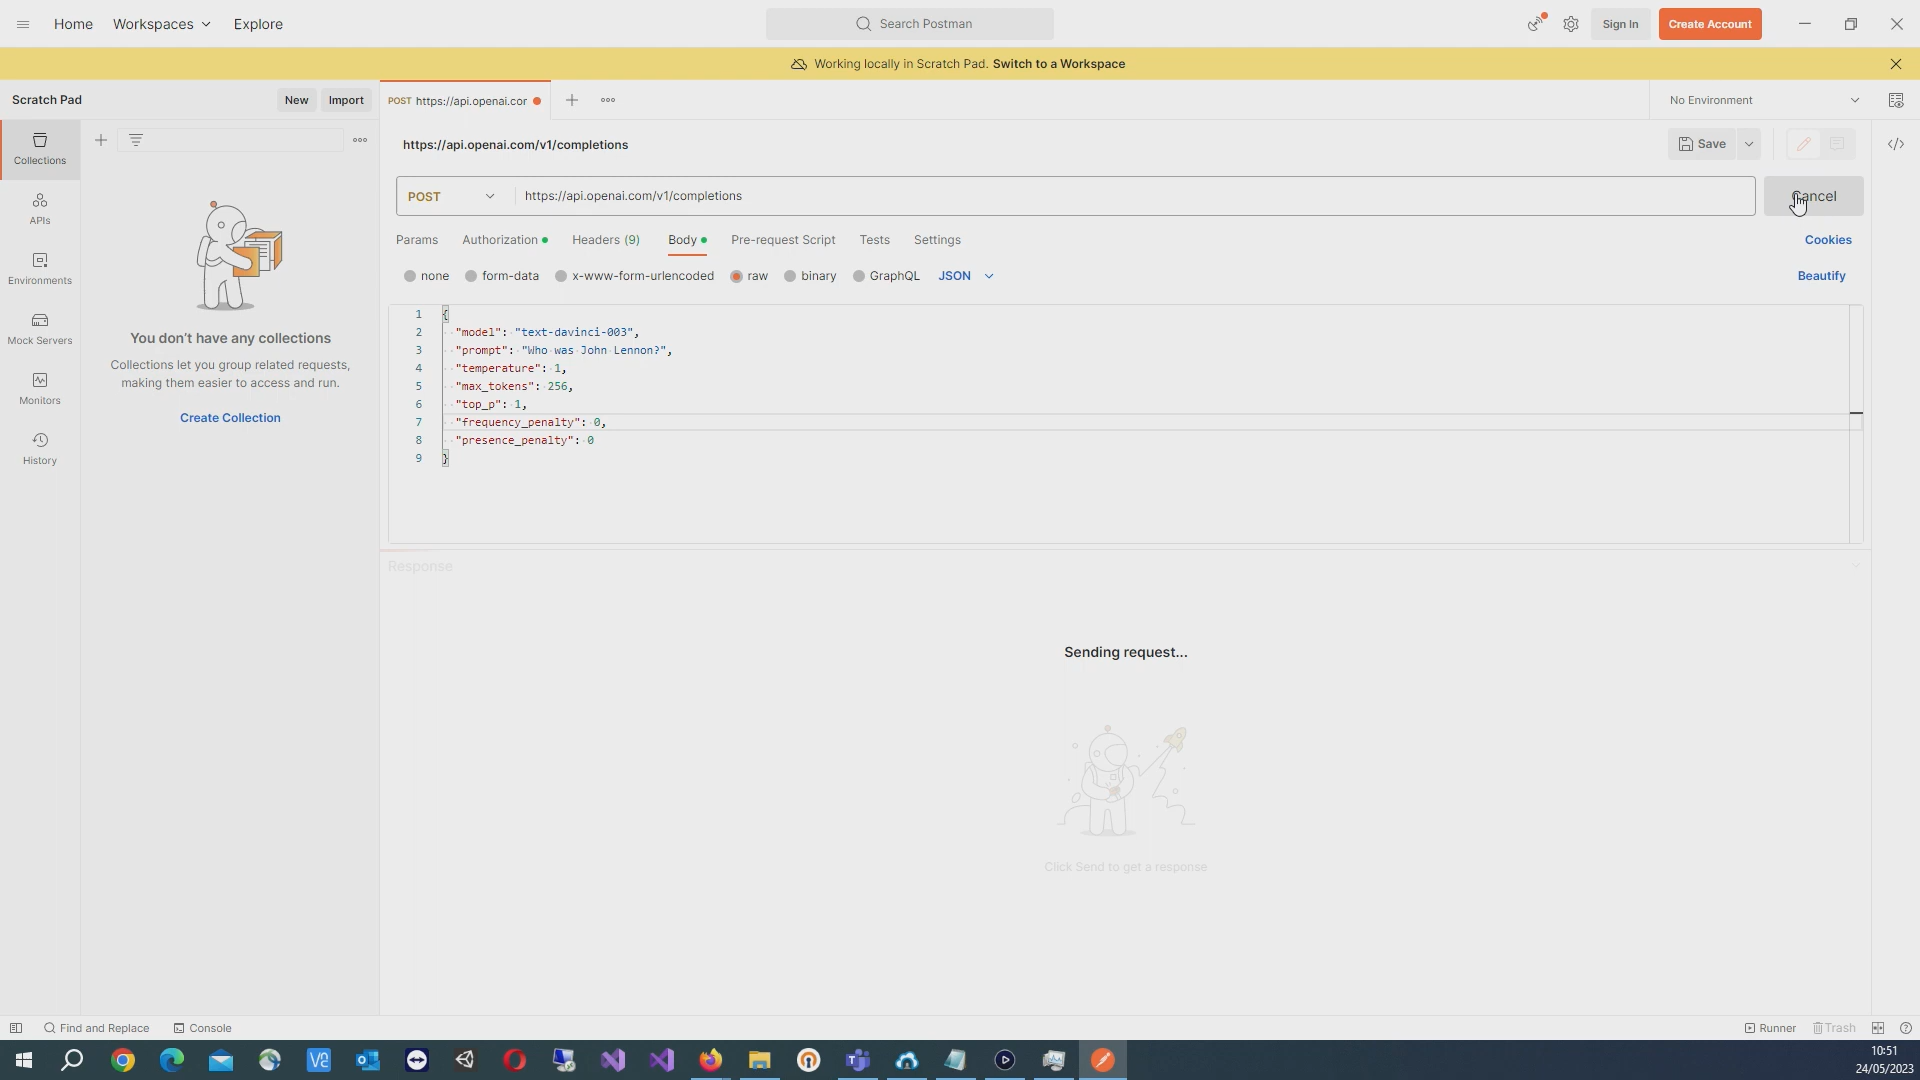 Home Workspaces Explore Search Postman Sign In Create Account
Working locally in Scratch Pad. Switch to a Workspace
Scratch Pad New Import POST https://api.openai.cor No Environment
https://api.openai.com/v1/completions Save
POST https://api.openai.com/v1/completions Cancel
Params Authorization Headers (9) Body Pre-request Script Tests Settings Cookies
none form-data x-www-form-urlencoded raw binary GraphQL JSON Beautify
Collections
APIs
Environments
Mock Servers
Monitors
History
You don't have any collections
Collections let you group related requests,
making them easier to access and run.
Create Collection
1 {
2 "model": "text-davinci-003",
3 "prompt": "Who was John Lennon?",
4 "temperature": 1,
5 "max_tokens": 256,
6 "top_p": 1,
7 "frequency_penalty": 0,
8 "presence_penalty": 0
9 }
Response
Sending request...
Click Send to get a response
Find and Replace Console Runner Trash
10:51
24/05/2023